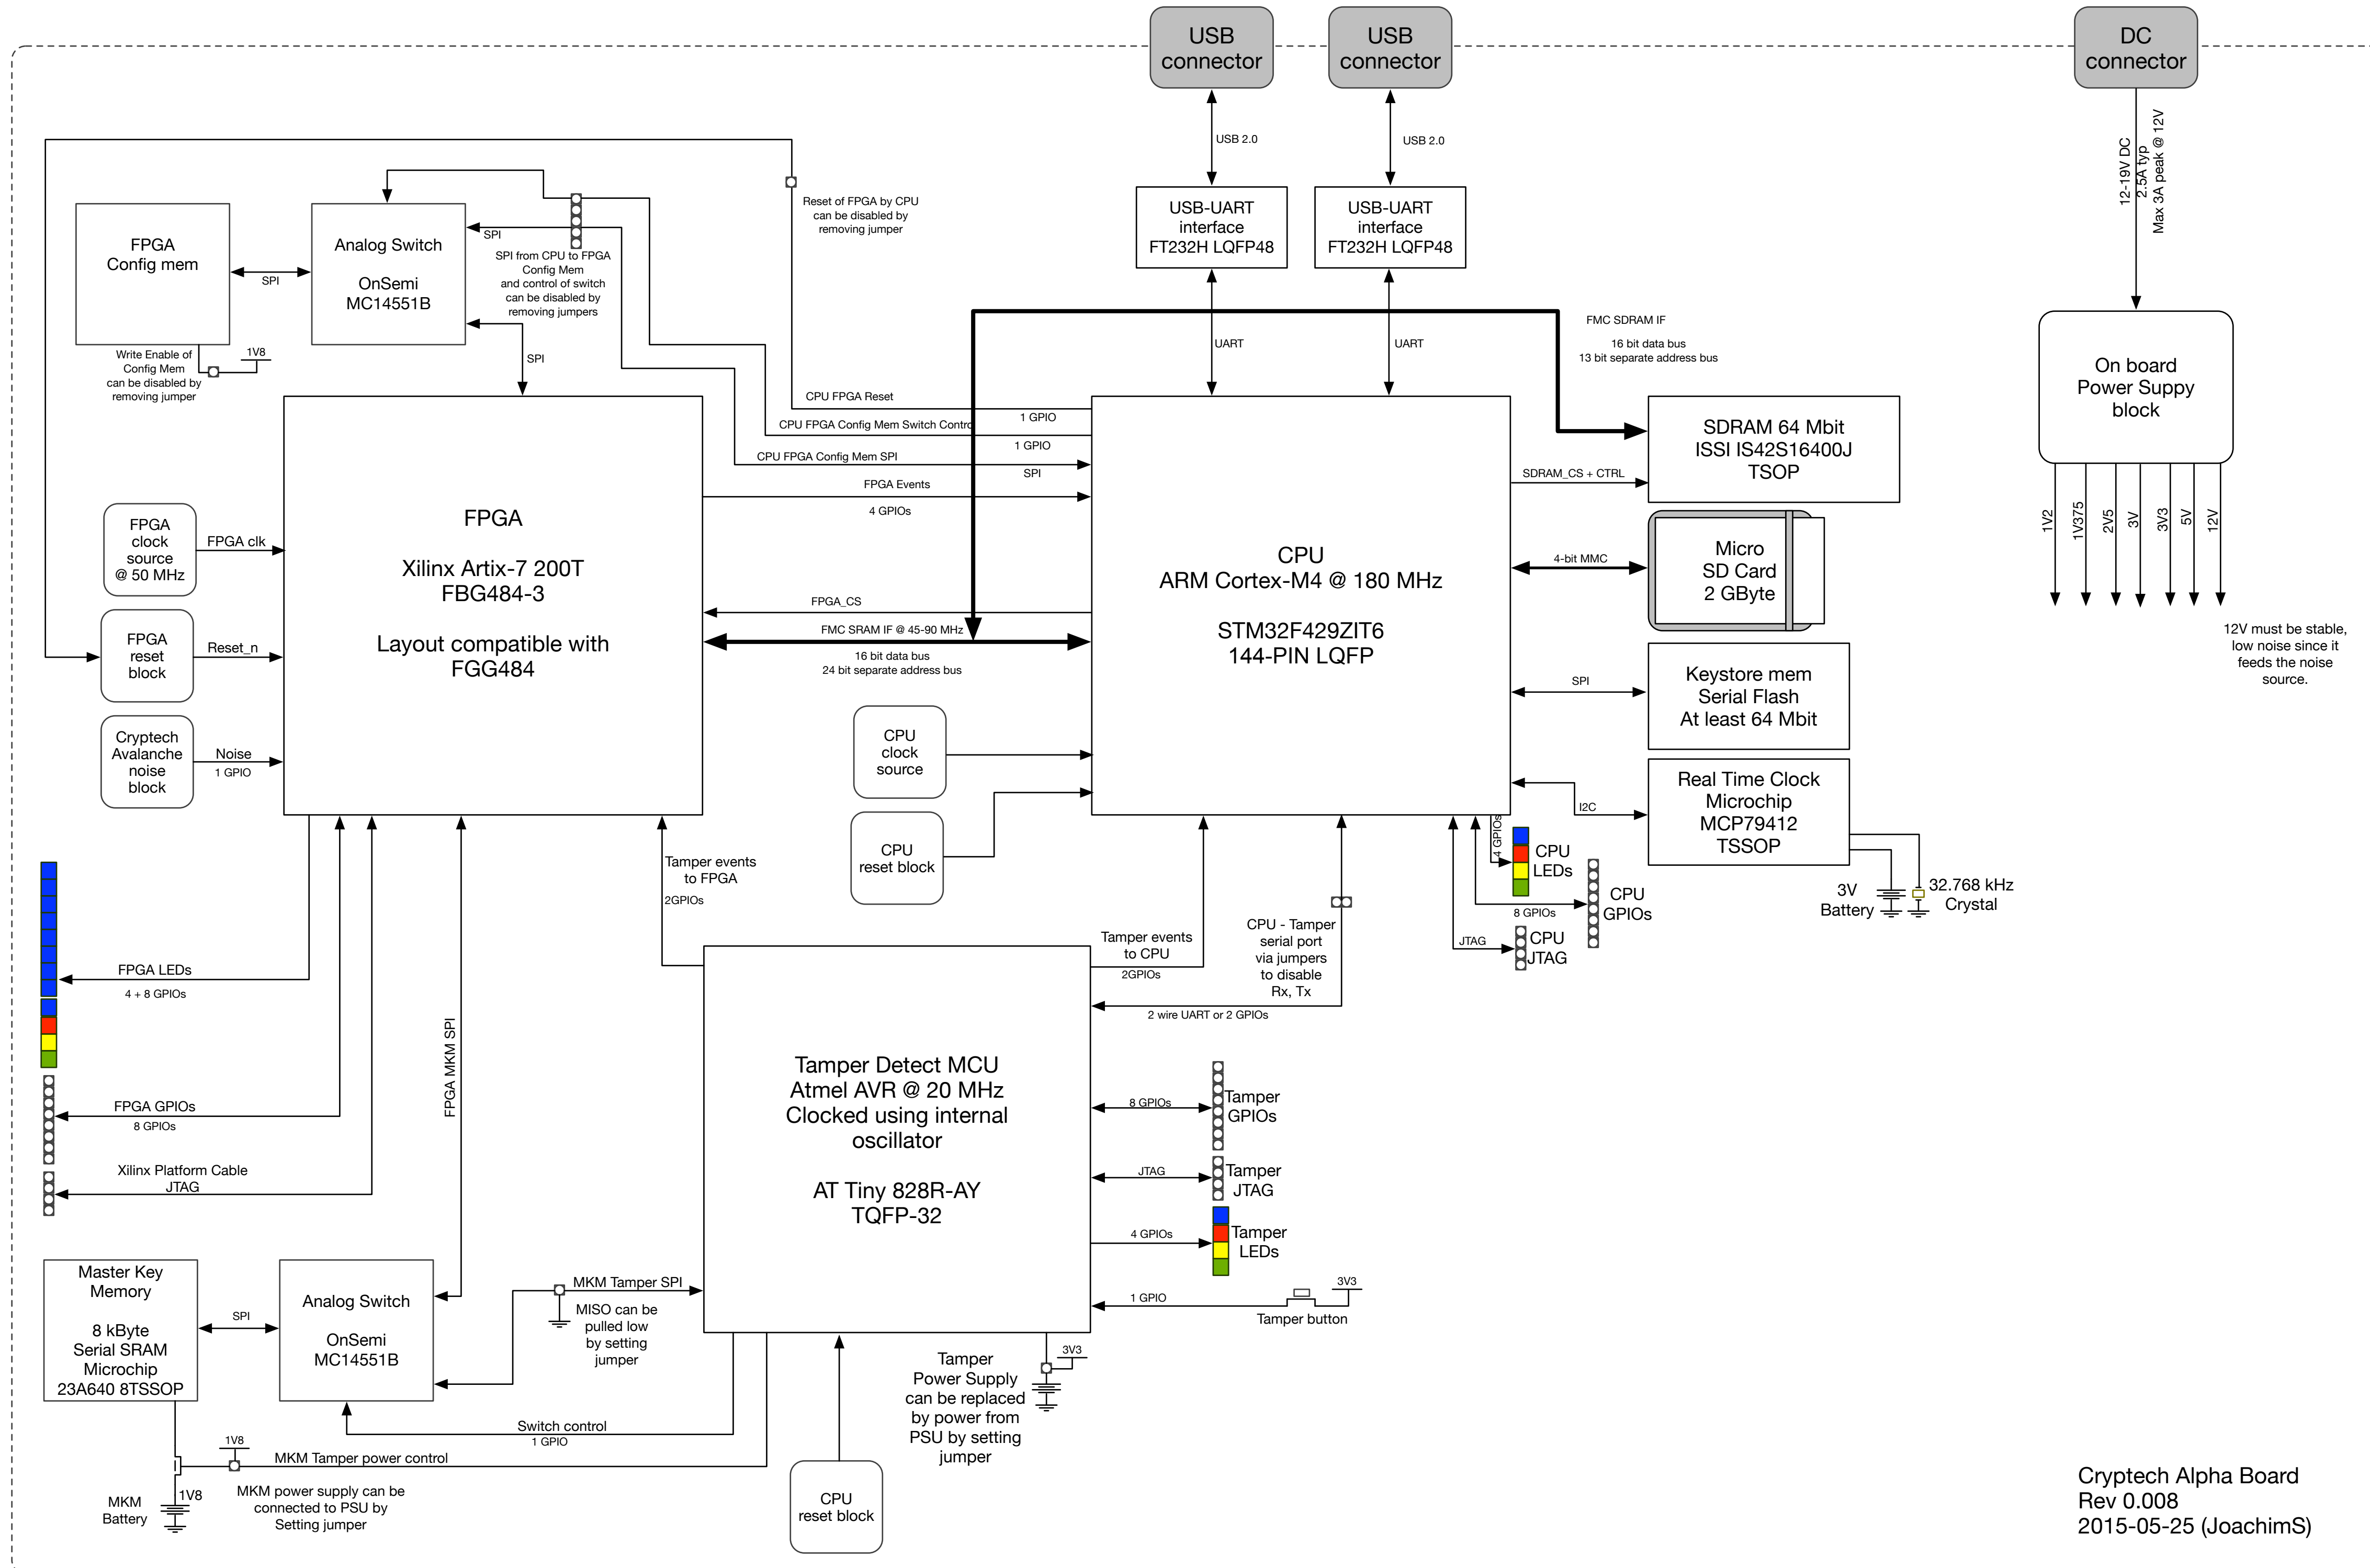 USB
connector
USB
connector
DC
connector
USB 2.0
USB 2.0
12-19V DC
2.5A typ
Max 3A peak @ 12V
USB-UART
interface
FT232H LQFP48
USB-UART
interface
FT232H LQFP48
Reset of FPGA by CPU
can be disabled by
removing jumper
FPGA
Config mem
SPI
Analog Switch
OnSemi
MC14551B
SPI
SPI from CPU to FPGA
Config Mem
and control of switch
can be disabled by
removing jumpers
SPI
Write Enable of
Config Mem
can be disabled by
removing jumper
1V8
UART
UART
FMC SDRAM IF
16 bit data bus
13 bit separate address bus
On board
Power Suppy
block
1V2
1V375
2V5
3V
3V3
5V
12V
12V must be stable,
low noise since it
feeds the noise
source.
CPU FPGA Reset
1 GPIO
CPU FPGA Config Mem Switch Contro
1 GPIO
CPU FPGA Config Mem SPI
SPI
FPGA Events
4 GPIOs
FPGA_CS
FMC SRAM IF @ 45-90 MHz
16 bit data bus
24 bit separate address bus
FPGA
Xilinx Artix-7 200T
FBG484-3
Layout compatible with
FGG484
FPGA
clock
source
@ 50 MHz
FPGA clk
FPGA
reset
block
Reset_n
Cryptech
Avalanche
noise
block
Noise
1 GPIO
CPU
ARM Cortex-M4 @ 180 MHz
STM32F429ZIT6
144-PIN LQFP
CPU
clock
source
CPU
reset block
SDRAM 64 Mbit
ISSI IS42S16400J
TSOP
SDRAM_CS + CTRL
4-bit MMC
Micro
SD Card
2 GByte
SPI
Keystore mem
Serial Flash
At least 64 Mbit
I2C
Real Time Clock
Microchip
MCP79412
TSSOP
3V
Battery
32.768 kHz
Crystal
4 GPIOs
CPU
LEDs
8 GPIOs
CPU
GPIOs
JTAG
CPU
JTAG
Tamper events
to FPGA
2GPIOs
Tamper events
to CPU
2GPIOs
CPU - Tamper
serial port
via jumpers
to disable
Rx, Tx
2 wire UART or 2 GPIOs
FPGA LEDs
4 + 8 GPIOs
FPGA GPIOs
8 GPIOs
Xilinx Platform Cable
JTAG
FPGA MKM SPI
Tamper Detect MCU
Atmel AVR @ 20 MHz
Clocked using internal
oscillator
AT Tiny 828R-AY
TQFP-32
8 GPIOs
Tamper
GPIOs
JTAG
Tamper
JTAG
4 GPIOs
Tamper
LEDs
1 GPIO
3V3
Tamper button
Master Key
Memory
8 kByte
Serial SRAM
Microchip
23A640 8TSSOP
SPI
Analog Switch
OnSemi
MC14551B
MKM Tamper SPI
MISO can be
pulled low
by setting
jumper
Tamper
Power Supply
can be replaced
by power from
PSU by setting
jumper
3V3
Switch control
1 GPIO
1V8
MKM Tamper power control
MKM power supply can be
connected to PSU by
Setting jumper
MKM
Battery
1V8
CPU
reset block
Cryptech Alpha Board
Rev 0.008
2015-05-25 (JoachimS)